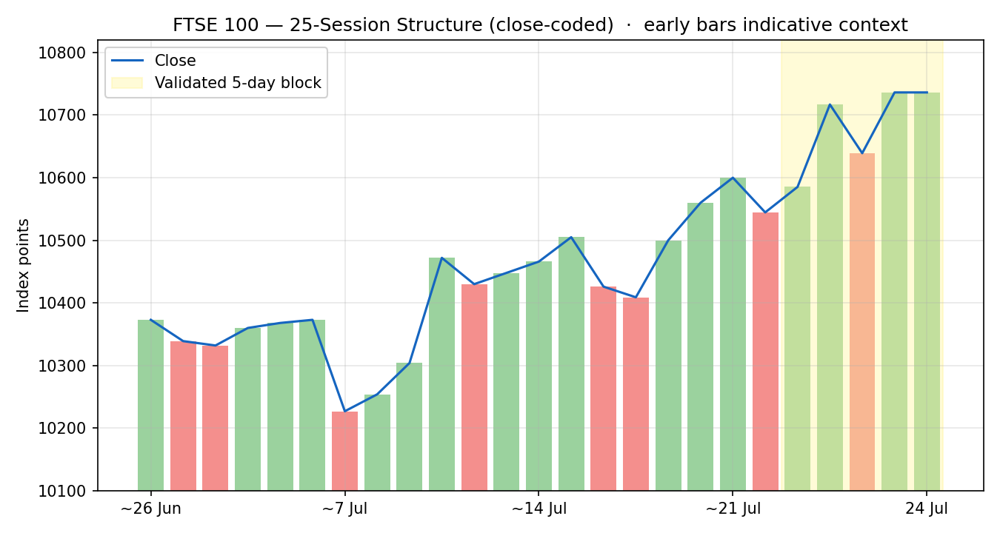 FTSE 100 — 25-Session Structure (close-coded)  ·  early bars indicative context
Close
Validated 5-day block
Index points
10800
10700
10600
10500
10400
10300
10200
10100
~26 Jun
~7 Jul
~14 Jul
~21 Jul
24 Jul